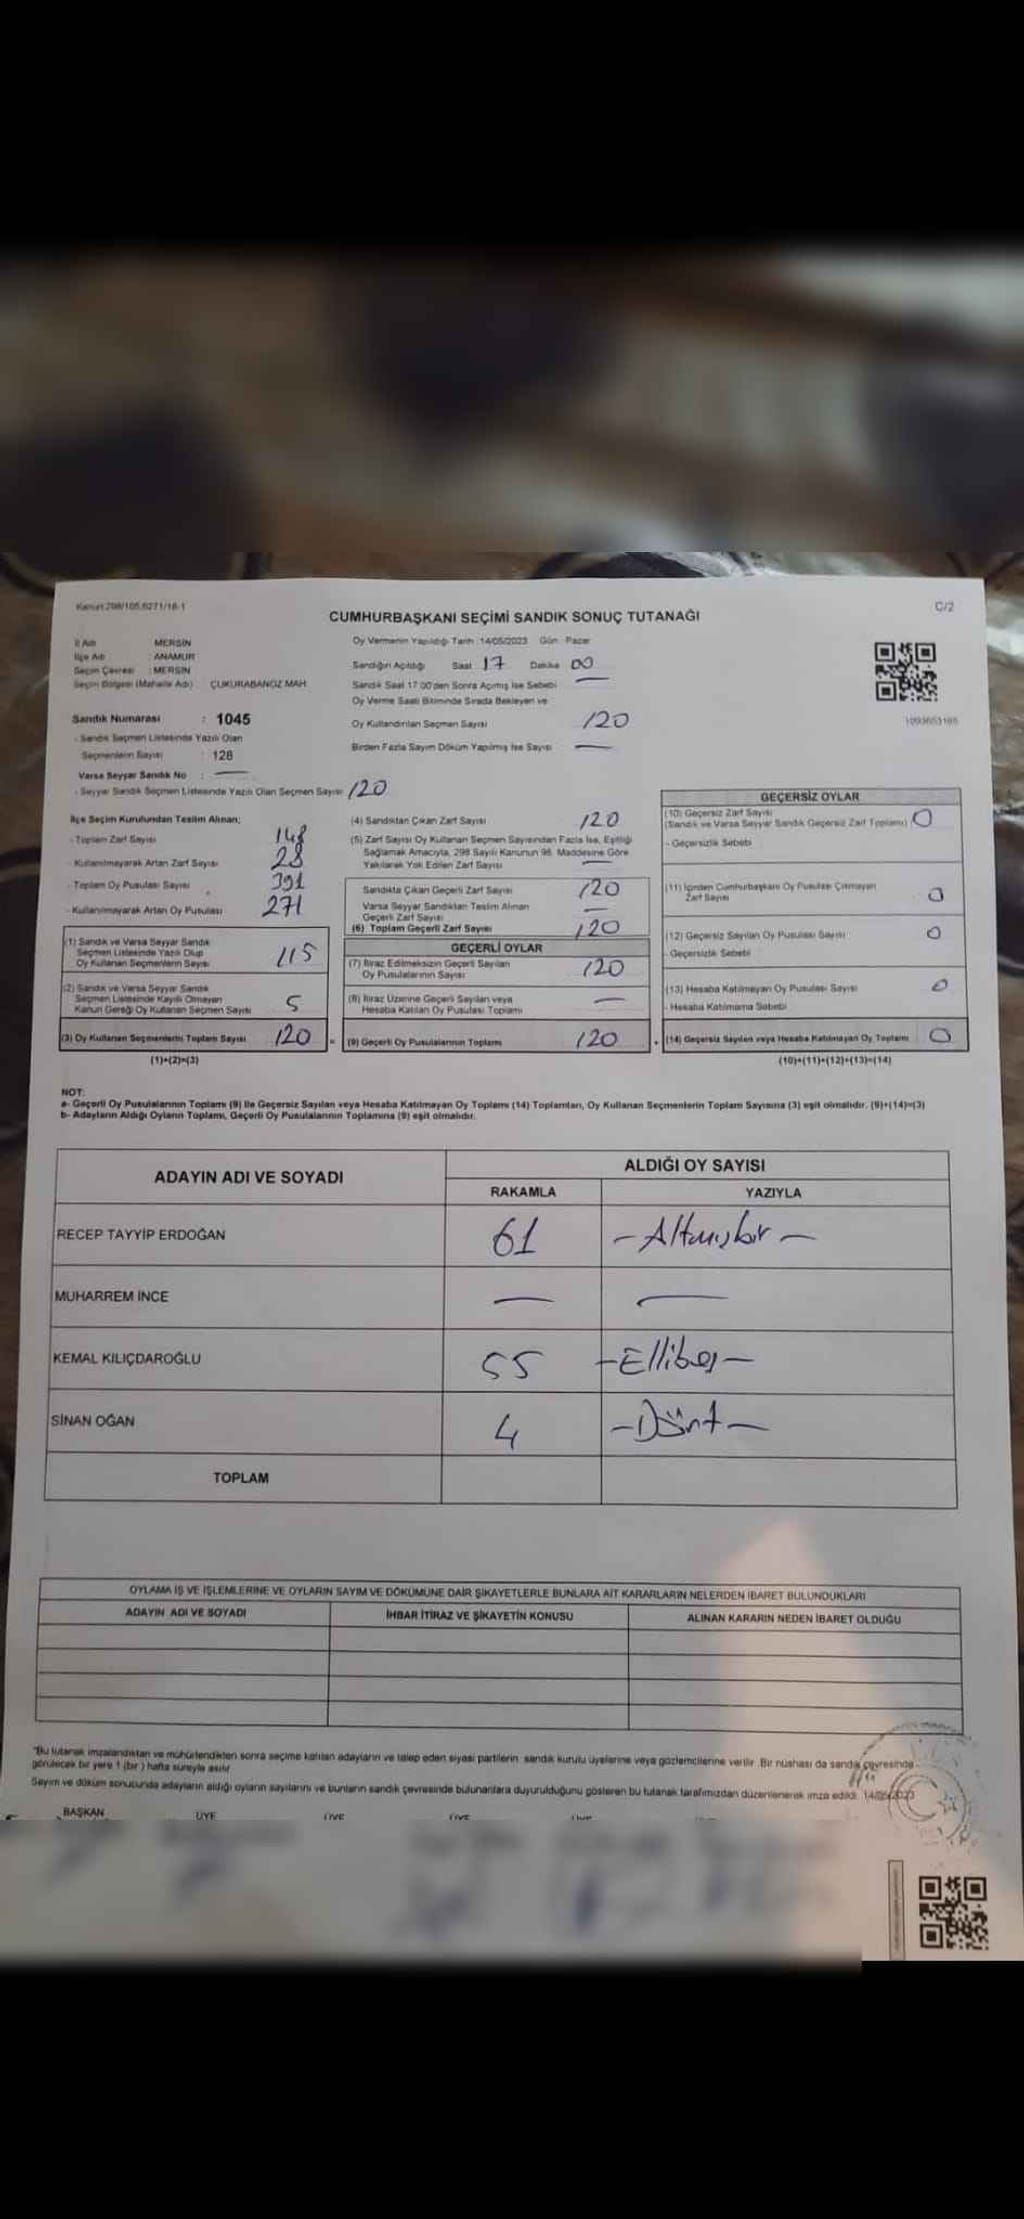 Kanun:298/105,6271/18-1
C/2
CUMHURBAŞKANI SEÇİMİ SANDIK SONUÇ TUTANAĞI
İl Adı MERSİN
İlçe Adı : ANAMUR
Seçim Çevresi : MERSİN
Seçim Bölgesi (Mahalle Adı) ÇUKURABANOZ MAH.
Sandık Numarası : 1045
- Sandık Seçmen Listesinde Yazılı Olan
Seçmenlerin Sayısı : 128
Varsa Seyyar Sandık No : —
- Seyyar Sandık Seçmen Listesinde Yazılı Olan Seçmen Sayısı 120
Oy Vermenin Yapıldığı Tarih :14/05/2023 Gün : Pazar
Sandığın Açıldığı Saat 17 Dakika 00
Sandık Saat 17:00'den Sonra Açılmış İse Sebebi —
Oy Verme Saati Bitiminde Sırada Bekleyen ve
Oy Kullandırılan Seçmen Sayısı 120
Birden Fazla Sayım Döküm Yapılmış İse Sayısı —
İlçe Seçim Kurulundan Teslim Alınan;
- Toplam Zarf Sayısı 148
- Kullanılmayarak Artan Zarf Sayısı 28
- Toplam Oy Pusulası Sayısı 391
- Kullanılmayarak Artan Oy Pusulası 271
(1) Sandık ve Varsa Seyyar Sandık
Seçmen Listesinde Yazılı Olup
Oy Kullanan Seçmenlerin Sayısı 115
(2) Sandık ve Varsa Seyyar Sandık
Seçmen Listesinde Kayıtlı Olmayan
Kanun Gereği Oy Kullanan Seçmen Sayısı 5
(3) Oy Kullanan Seçmenlerin Toplam Sayısı 120
(1)+(2)=(3)
(4) Sandıktan Çıkan Zarf Sayısı 120
(5) Zarf Sayısı Oy Kullanan Seçmen Sayısından Fazla İse, Eşitliği
Sağlamak Amacıyla, 298 Sayılı Kanunun 98. Maddesine Göre
Yakılarak Yok Edilen Zarf Sayısı —
Sandıkta Çıkan Geçerli Zarf Sayısı 120
Varsa Seyyar Sandıktan Teslim Alınan
Geçerli Zarf Sayısı —
(6) Toplam Geçerli Zarf Sayısı 120
GEÇERLİ OYLAR
(7) İtiraz Edilmeksizin Geçerli Sayılan
Oy Pusulalarının Sayısı 120
(8) İtiraz Üzerine Geçerli Sayılan veya
Hesaba Katılan Oy Pusulası Toplamı —
(9) Geçerli Oy Pusulalarının Toplamı 120
GEÇERSİZ OYLAR
(10) Geçersiz Zarf Sayısı
(Sandık ve Varsa Seyyar Sandık Geçersiz Zarf Toplamı) 0
- Geçersizlik Sebebi
(11) İçinden Cumhurbaşkanı Oy Pusulası Çıkmayan
Zarf Sayısı 0
(12) Geçersiz Sayılan Oy Pusulası Sayısı 0
- Geçersizlik Sebebi
(13) Hesaba Katılmayan Oy Pusulası Sayısı 0
- Hesaba Katılmama Sebebi
(14) Geçersiz Sayılan veya Hesaba Katılmayan Oy Toplamı 0
(10)+(11)+(12)+(13)=(14)
NOT:
a- Geçerli Oy Pusulalarının Toplamı (9) ile Geçersiz Sayılan veya Hesaba Katılmayan Oy Toplamı (14) Toplamları, Oy Kullanan Seçmenlerin Toplam Sayısına (3) eşit olmalıdır. (9)+(14)=(3)
b- Adayların Aldığı Oyların Toplamı, Geçerli Oy Pusulalarının Toplamına (9) eşit olmalıdır.
ADAYIN ADI VE SOYADI
ALDIĞI OY SAYISI
RAKAMLA YAZIYLA
RECEP TAYYİP ERDOĞAN 61 -Altmışbir-
MUHARREM İNCE — —
KEMAL KILIÇDAROĞLU 55 -Ellibeş-
SİNAN OĞAN 4 -Dört-
TOPLAM
OYLAMA İŞ VE İŞLEMLERİNE VE OYLARIN SAYIM VE DÖKÜMÜNE DAİR ŞİKAYETLERLE BUNLARA AİT KARARLARIN NELERDEN İBARET BULUNDUKLARI
ADAYIN ADI VE SOYADI İHBAR İTİRAZ VE ŞİKAYETİN KONUSU ALINAN KARARIN NEDEN İBARET OLDUĞU
"Bu tutanak imzalandıktan ve mühürlendikten sonra seçime katılan adayların ve talep eden siyasi partilerin sandık kurulu üyelerine veya gözlemcilerine verilir. Bir nüshası da sandık çevresinde
görülecek bir yere 1 (bir) hafta süreyle asılır
Sayım ve döküm sonucunda adayların aldığı oyların sayılarını ve bunların sandık çevresinde bulunanlara duyurulduğunu gösteren bu tutanak tarafımızdan düzenlenerek imza edildi. 14/05/2023
BAŞKAN ÜYE ÜYE ÜYE ÜYE